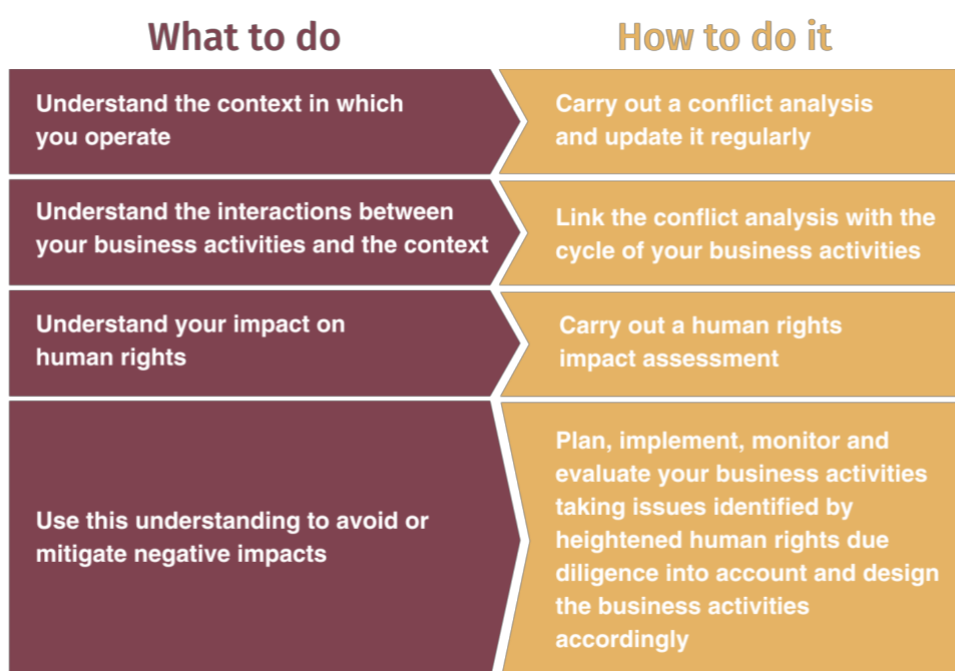 What to do
How to do it
Understand the context in which
you operate
Carry out a conflict analysis
and update it regularly
Understand the interactions between
your business activities and the context
Link the conflict analysis with the
cycle of your business activities
Understand your impact on
human rights
Carry out a human rights
impact assessment
Use this understanding to avoid or
mitigate negative impacts
Plan, implement, monitor and
evaluate your business activities
taking issues identified by
heightened human rights due
diligence into account and design
the business activities
accordingly